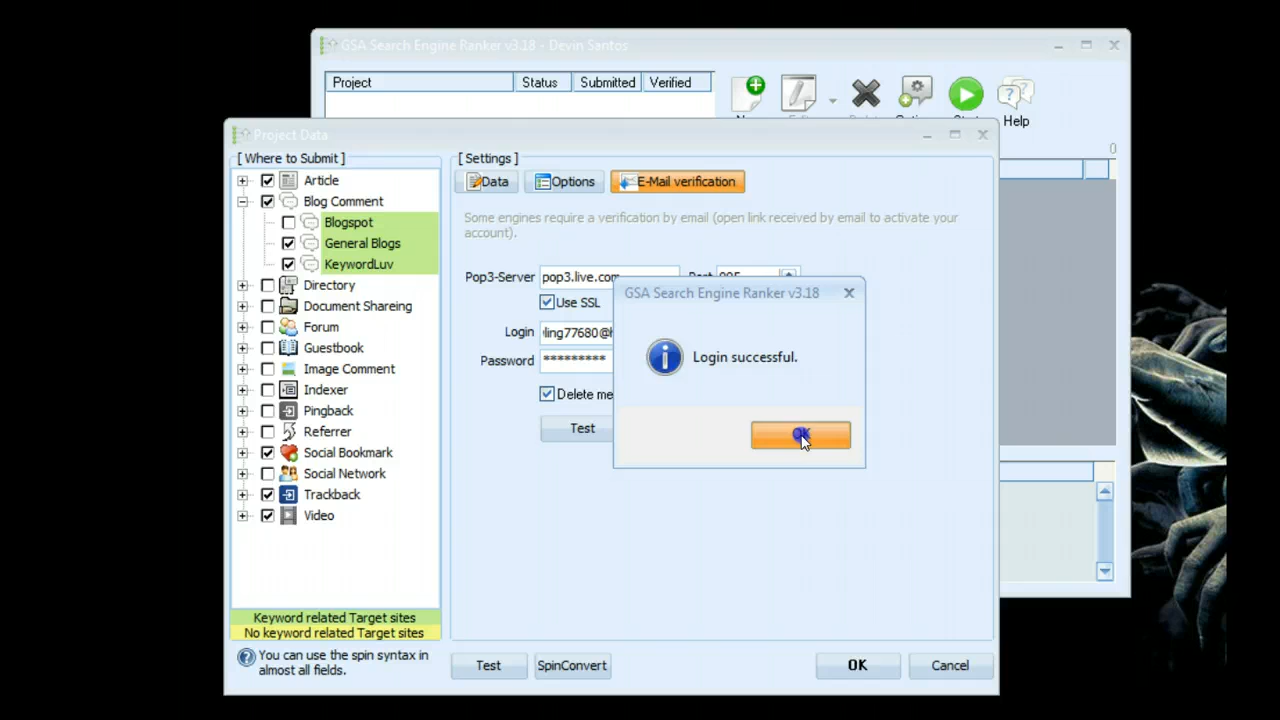 GSA Search Engine Ranker v3.18 - Devin Santos
Project Status Submitted Verified
Help
0
Project Data
[ Where to Submit ]
Article
Blog Comment
Blogspot
General Blogs
KeywordLuv
Directory
Document Shareing
Forum
Guestbook
Image Comment
Indexer
Pingback
Referrer
Social Bookmark
Social Network
Trackback
Video
Keyword related Target sites
No keyword related Target sites
You can use the spin syntax in
almost all fields.
[ Settings ]
Data Options E-Mail verification
Some engines require a verification by email (open link received by email to activate your
account).
Pop3-Server pop3.live.com
Use SSL
Login ling77680@h
Password *********
Delete me
Test
GSA Search Engine Ranker v3.18
Login successful.
OK
Test SpinConvert OK Cancel